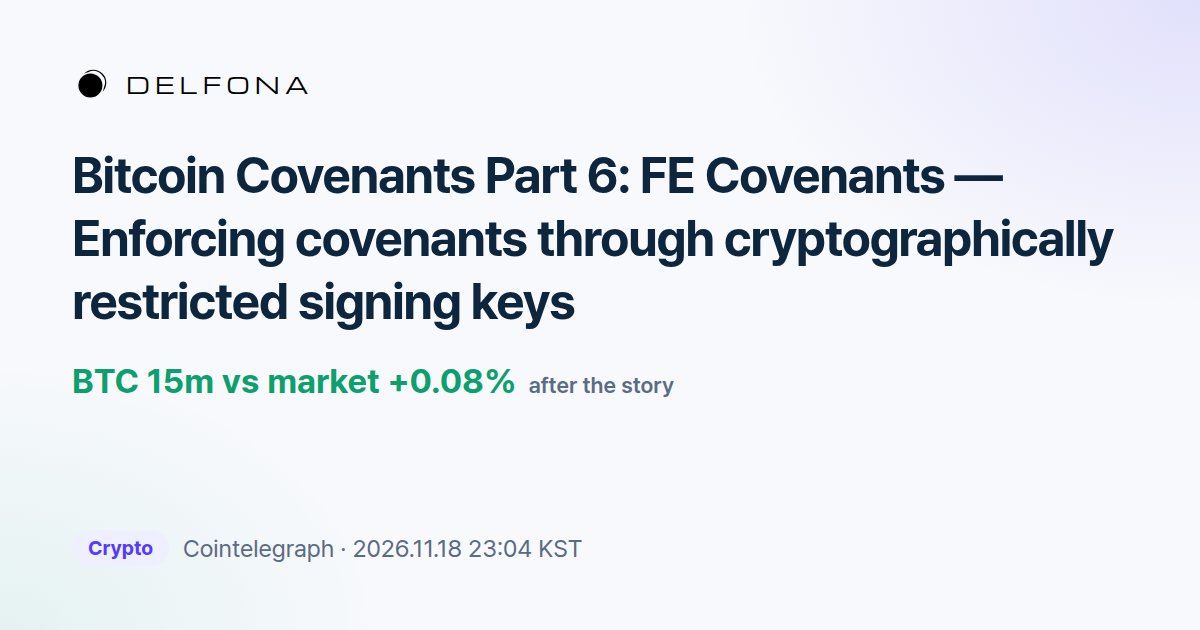 DELFONA
Bitcoin Covenants Part 6: FE Covenants —
Enforcing covenants through cryptographically
restricted signing keys
BTC 15m vs market +0.08% after the story
Crypto Cointelegraph · 2026.11.18 23:04 KST